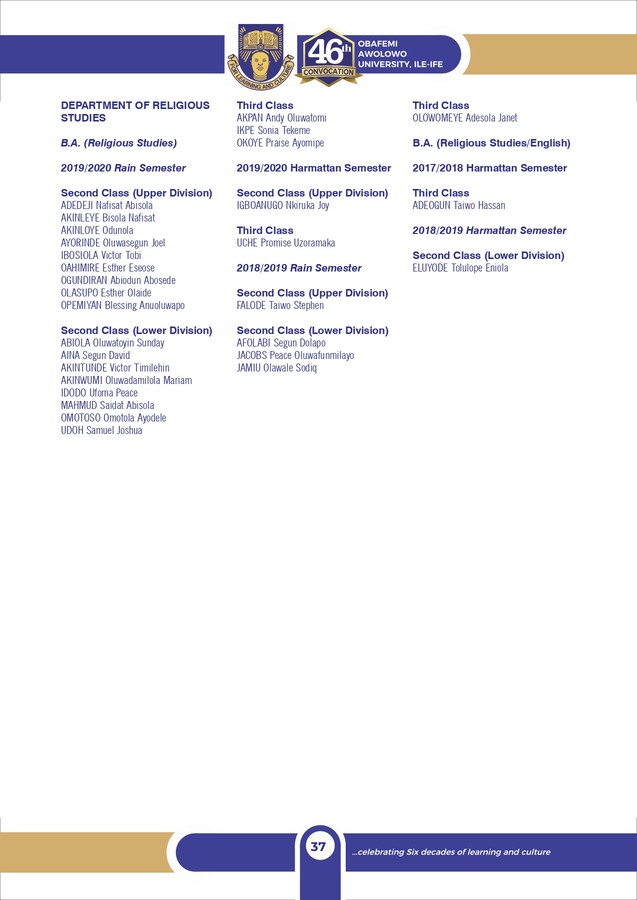 FOR LEARNING AND CULTURE
46th
CONVOCATION
OBAFEMI
AWOLOWO
UNIVERSITY, ILE-IFE
DEPARTMENT OF RELIGIOUS
STUDIES
B.A. (Religious Studies)
2019/2020 Rain Semester
Second Class (Upper Division)
ADEDEJI Nafisat Abisola
AKINLEYE Bisola Nafisat
AKINLOYE Odunola
AYORINDE Oluwasegun Joel
IBOSIOLA Victor Tobi
OAHIMIRE Esther Eseose
OGUNDIRAN Abiodun Abosede
OLASUPO Esther Olaide
OPEMIYAN Blessing Anuoluwapo
Second Class (Lower Division)
ABIOLA Oluwatoyin Sunday
AINA Segun David
AKINTUNDE Victor Timilehin
AKINWUMI Oluwadamilola Mariam
IDODO Ufoma Peace
MAHMUD Saidat Abisola
OMOTOSO Omotola Ayodele
UDOH Samuel Joshua
Third Class
AKPAN Andy Oluwatomi
IKPE Sonia Tekeme
OKOYE Praise Ayomipe
2019/2020 Harmattan Semester
Second Class (Upper Division)
IGBOANUGO Nkiruka Joy
Third Class
UCHE Promise Uzoramaka
2018/2019 Rain Semester
Second Class (Upper Division)
FALODE Taiwo Stephen
Second Class (Lower Division)
AFOLABI Segun Dolapo
JACOBS Peace Oluwafunmilayo
JAMIU Olawale Sodiq
Third Class
OLOWOMEYE Adesola Janet
B.A. (Religious Studies/English)
2017/2018 Harmattan Semester
Third Class
ADEOGUN Taiwo Hassan
2018/2019 Harmattan Semester
Second Class (Lower Division)
ELUYODE Tolulope Eniola
37
...celebrating Six decades of learning and culture